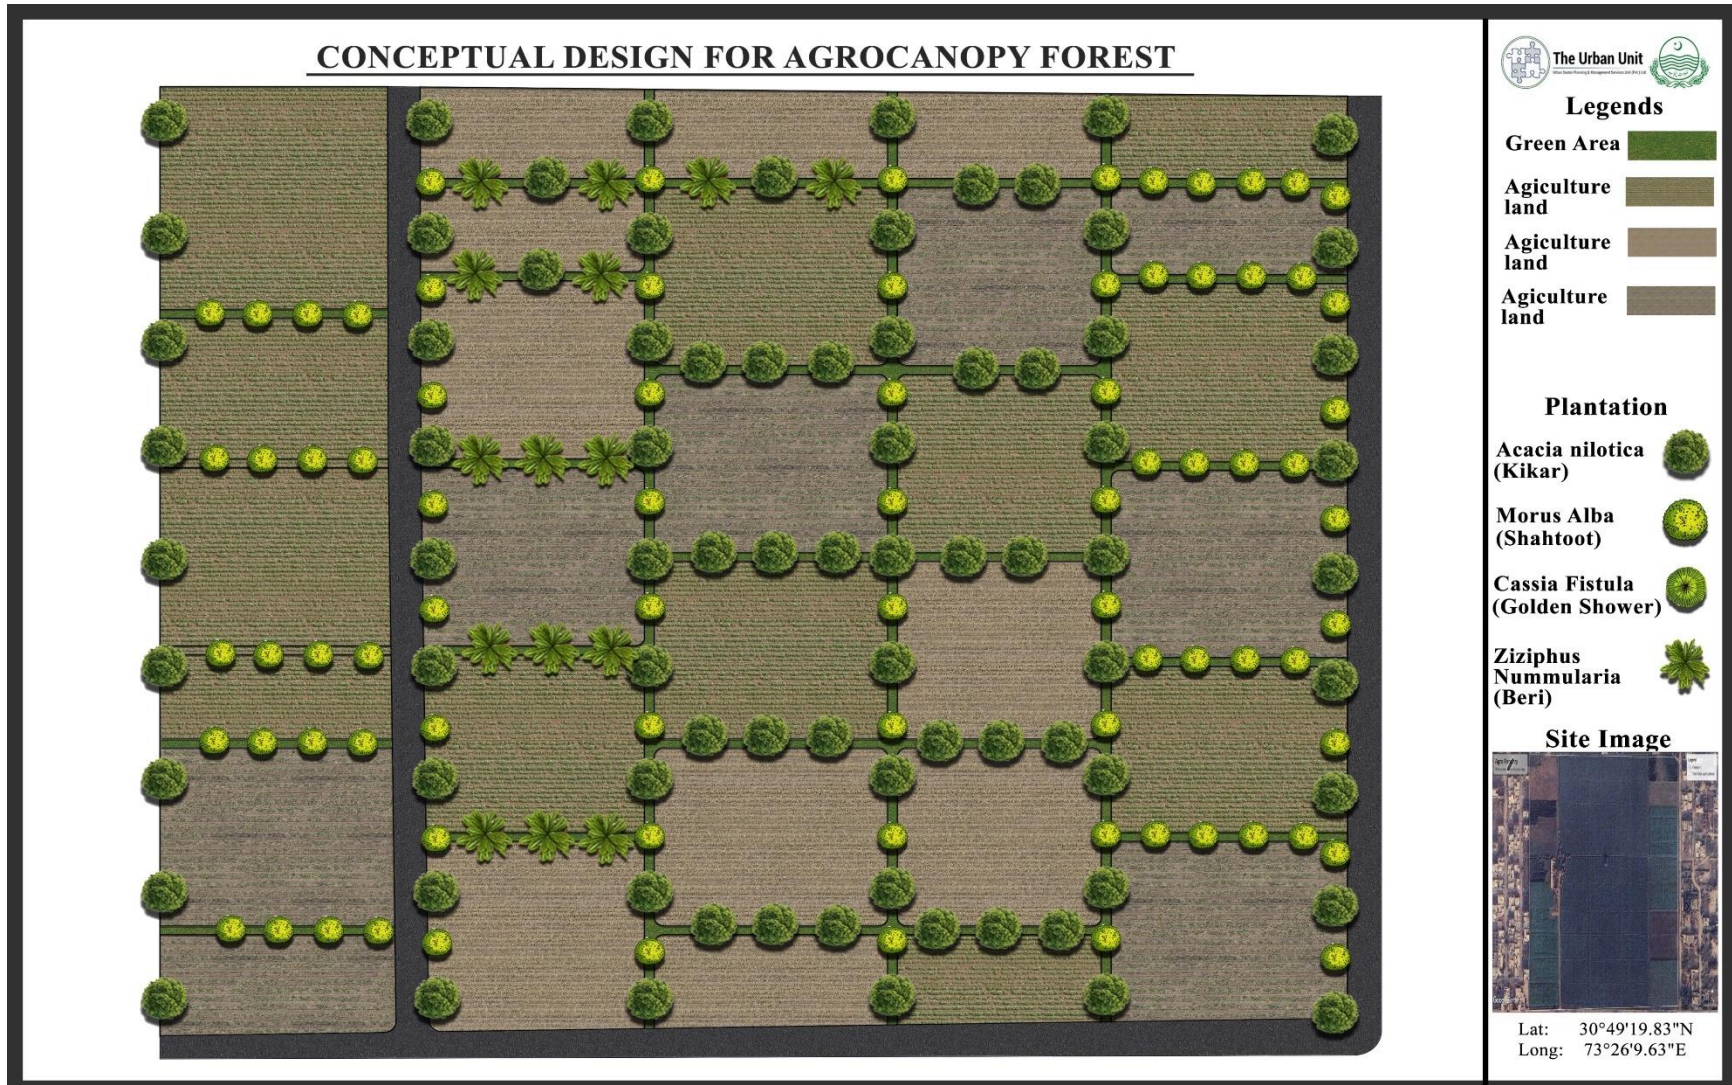 CONCEPTUAL DESIGN FOR AGROCANOPY FOREST
The Urban Unit
Legends
Green Area
Agiculture
land
Agiculture
land
Agiculture
land
Plantation
Acacia nilotica
(Kikar)
Morus Alba
(Shahtoot)
Cassia Fistula
(Golden Shower)
Ziziphus
Nummularia
(Beri)
Site Image
Lat: 30°49'19.83"N
Long: 73°26'9.63"E